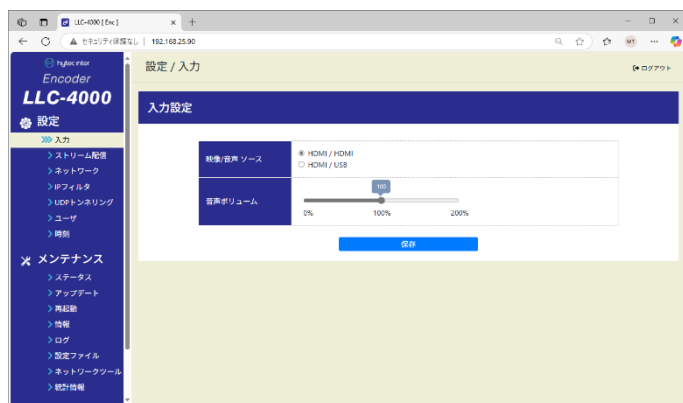 LLC-4000 [ Enc ]
セキュリティ保護なし | 192.168.25.90
MT
hytec inter
Encoder
LLC-4000
設定
入力
ストリーム配信
ネットワーク
IPフィルタ
UDPトンネリング
ユーザ
時刻
メンテナンス
ステータス
アップデート
再起動
情報
ログ
設定ファイル
ネットワークツール
統計情報
設定 / 入力
ログアウト
入力設定
映像/音声 ソース
HDMI / HDMI
HDMI / USB
音声ボリューム
100
0% 100% 200%
保存